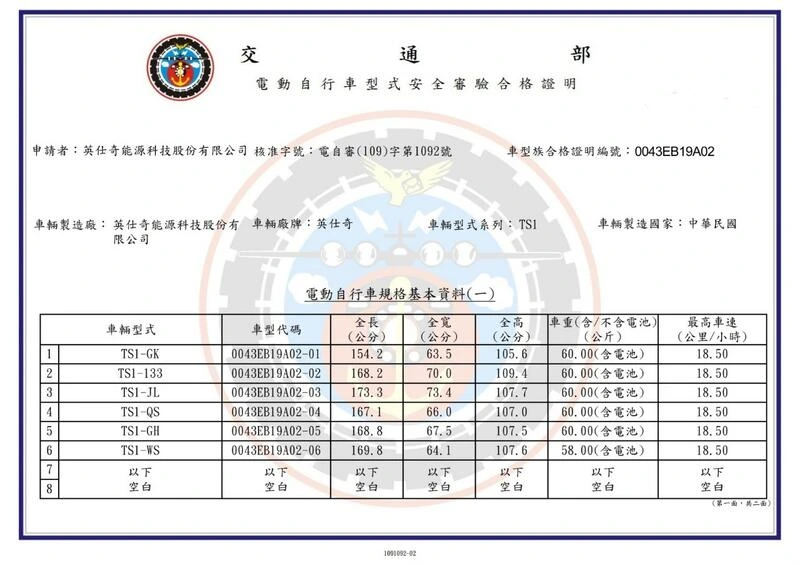 交通部
電動自行車型式安全審驗合格證明
申請者：英仕奇能源科技股份有限公司 核准字號：電自審(109)字第1092號 車型族合格證明編號：0043EB19A02
車輛製造廠： 英仕奇能源科技股份有限公司 車輛廠牌：英仕奇 車輛型式系列：TS1 車輛製造國家：中華民國
電動自行車規格基本資料(一)
車輛型式 車型代碼 全長(公分) 全寬(公分) 全高(公分) 車重(含/不含電池)(公斤) 最高車速(公里/小時)
1 TS1-GK 0043EB19A02-01 154.2 63.5 105.6 60.00(含電池) 18.50
2 TS1-133 0043EB19A02-02 168.2 70.0 109.4 60.00(含電池) 18.50
3 TS1-JL 0043EB19A02-03 173.3 73.4 107.7 60.00(含電池) 18.50
4 TS1-QS 0043EB19A02-04 167.1 66.0 107.0 60.00(含電池) 18.50
5 TS1-GH 0043EB19A02-05 168.8 67.5 107.5 60.00(含電池) 18.50
6 TS1-WS 0043EB19A02-06 169.8 64.1 107.6 58.00(含電池) 18.50
7 以下 以下 以下 以下 以下 以下 以下
8 空白 空白 空白 空白 空白 空白 空白
(第一面，共二面)
1091092-02